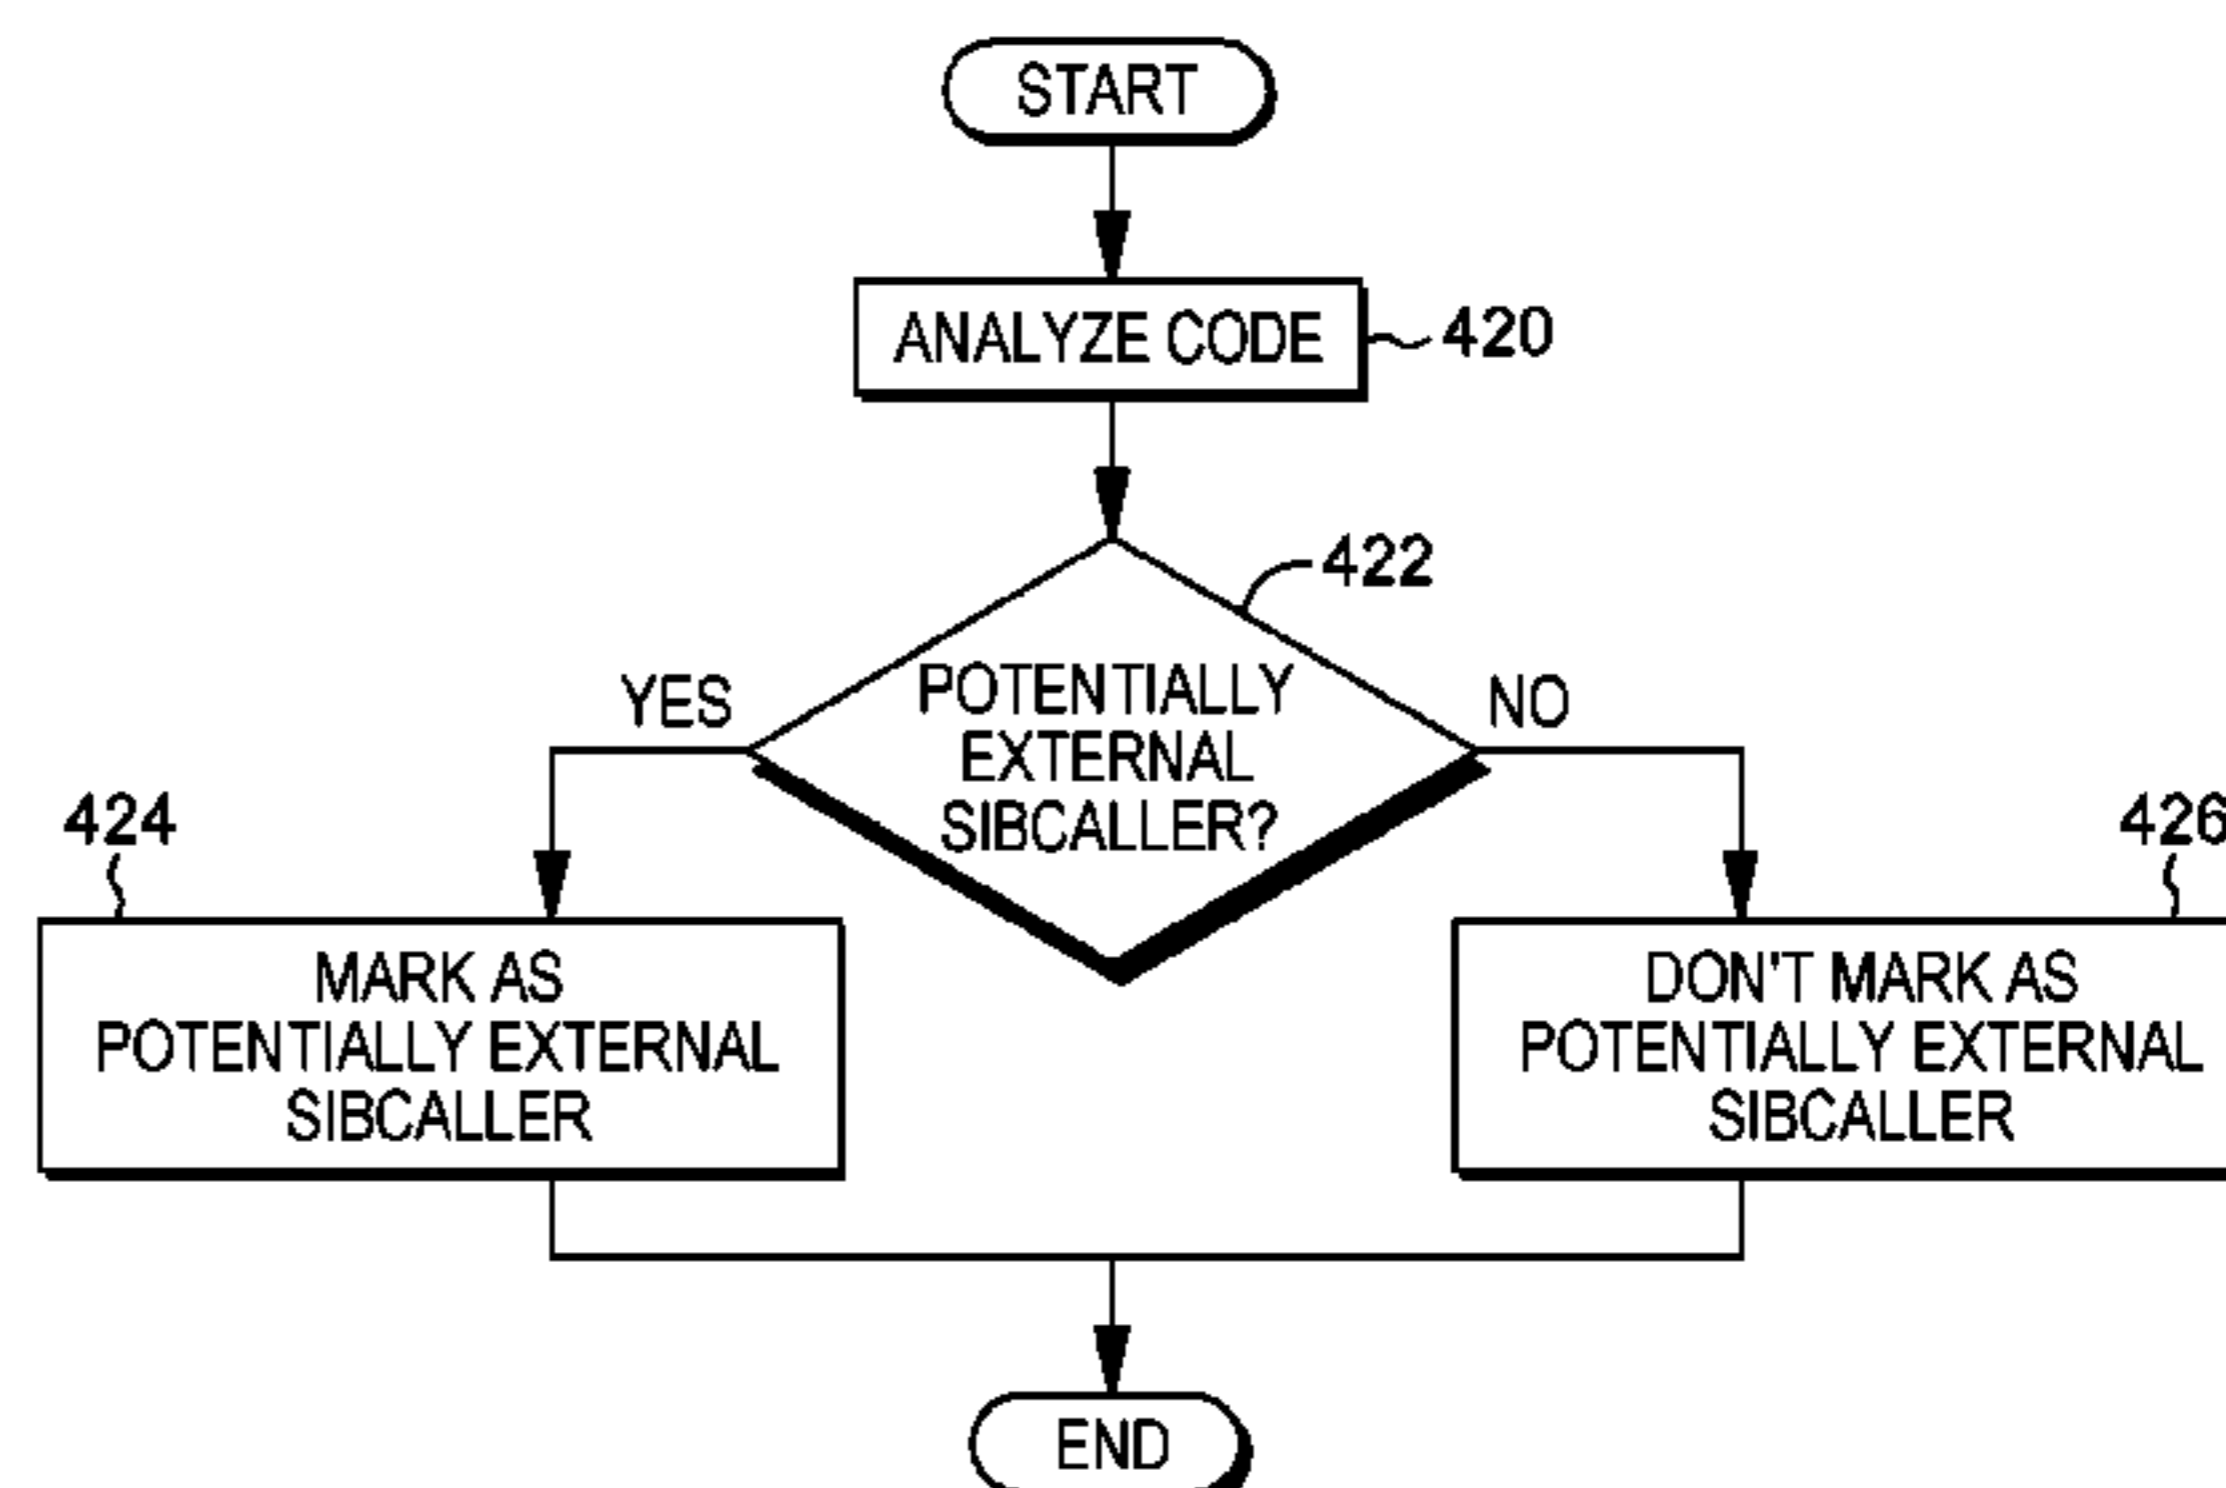 START
ANALYZE CODE
420
422
POTENTIALLY
EXTERNAL
SIBCALLER?
YES
NO
424
MARK AS
POTENTIALLY EXTERNAL
SIBCALLER
426
DON'T MARK AS
POTENTIALLY EXTERNAL
SIBCALLER
END